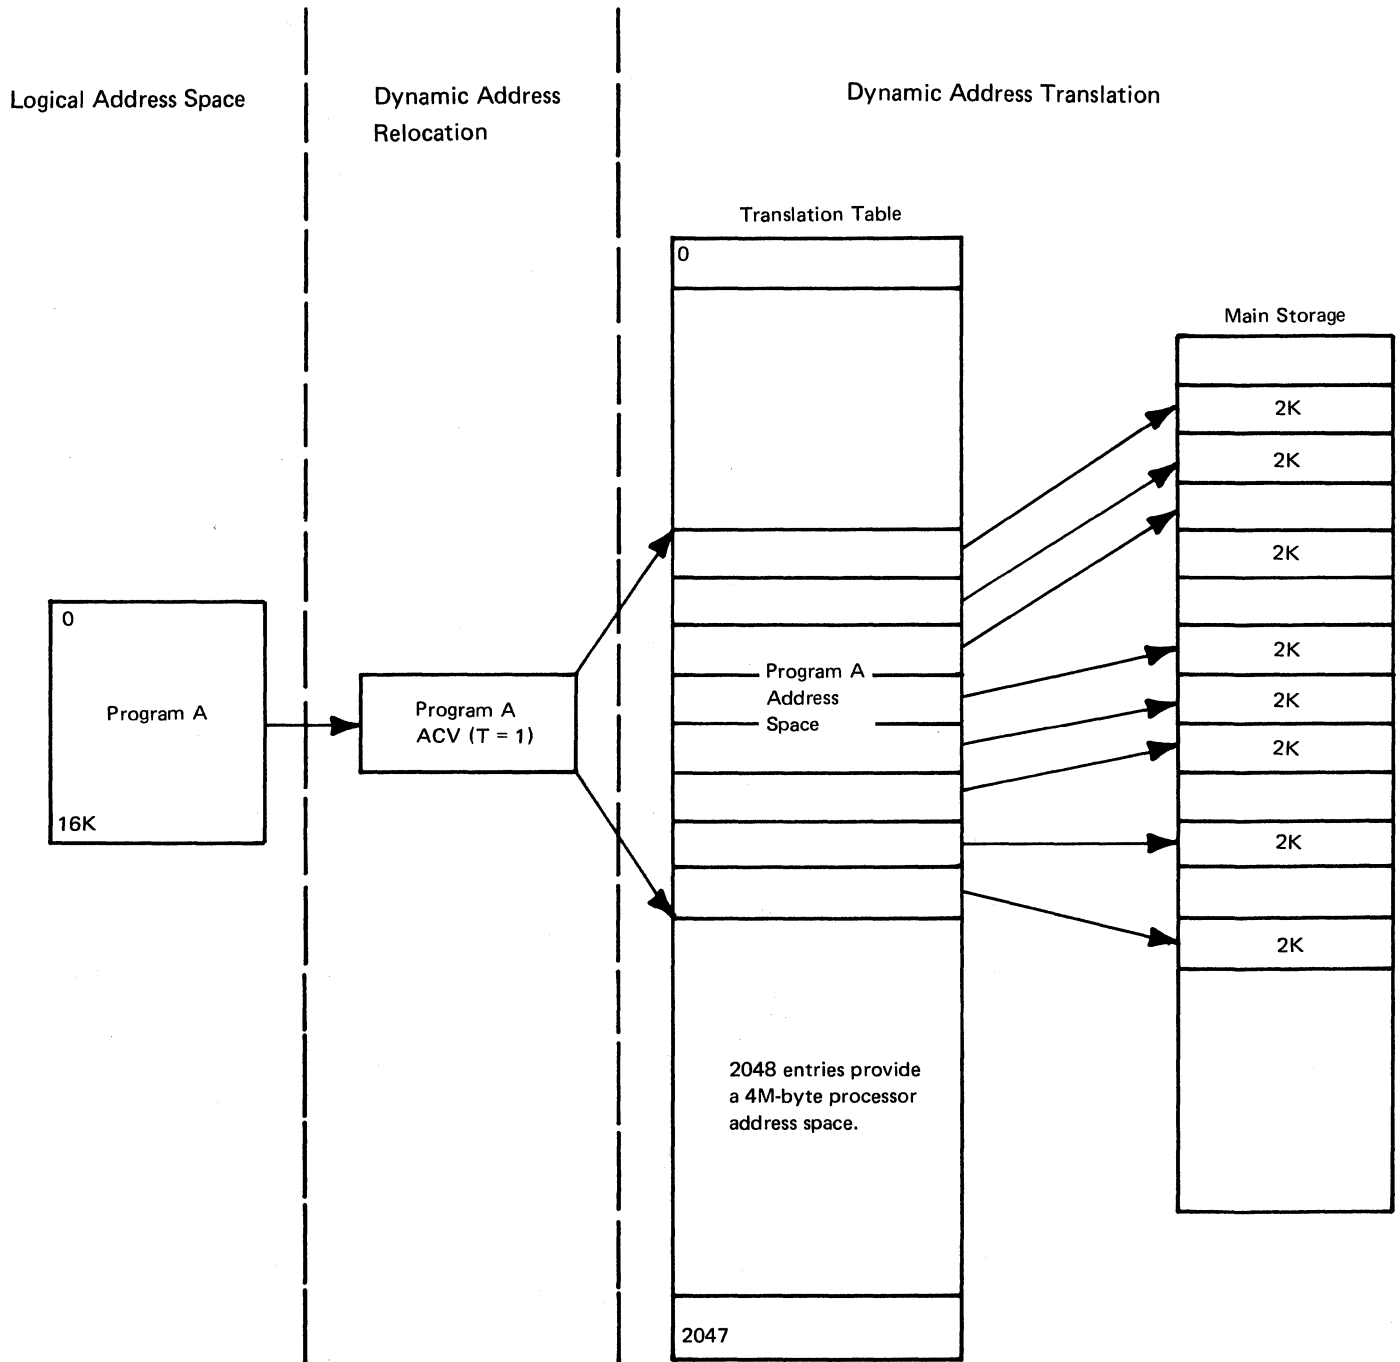 Logical Address Space
Dynamic Address
Relocation
Dynamic Address Translation
Translation Table
0
Main Storage
2K
2K
2K
0
Program A
16K
Program A
ACV (T = 1)
Program A
Address
Space
2K
2K
2K
2K
2K
2048 entries provide
a 4M-byte processor
address space.
2047